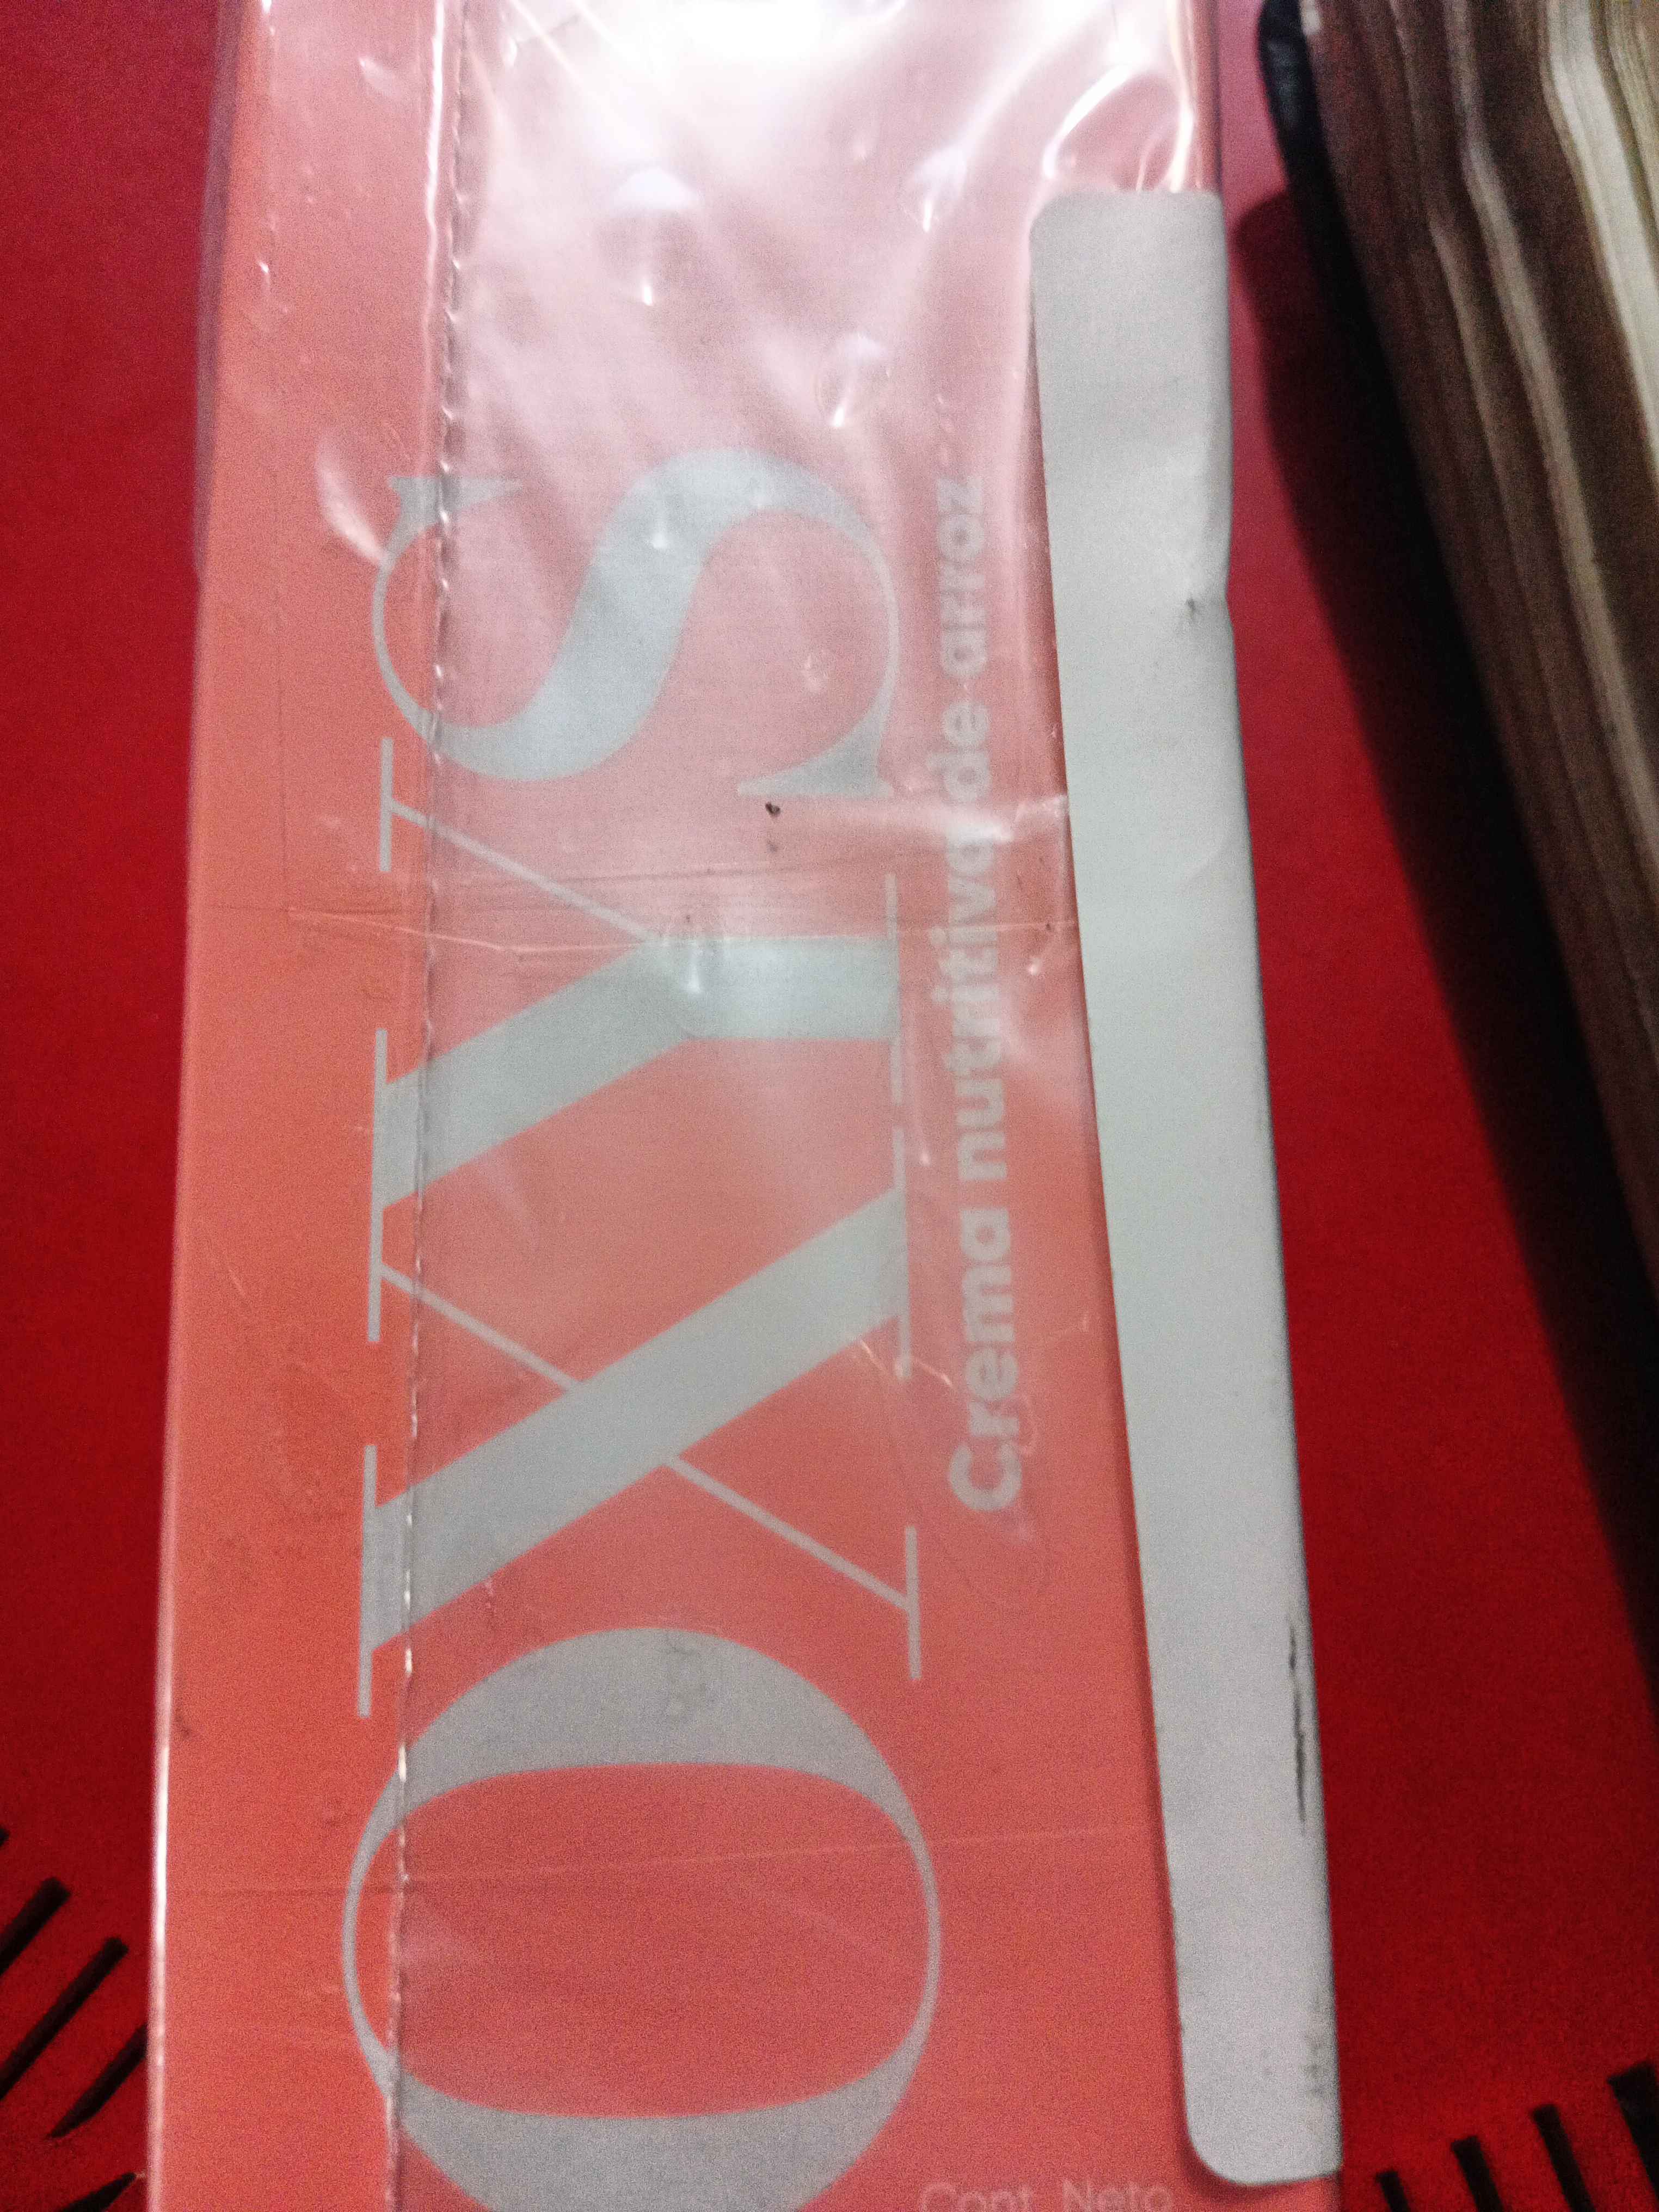 OXYS
Crema nutritiva de arroz
Cont. Neto